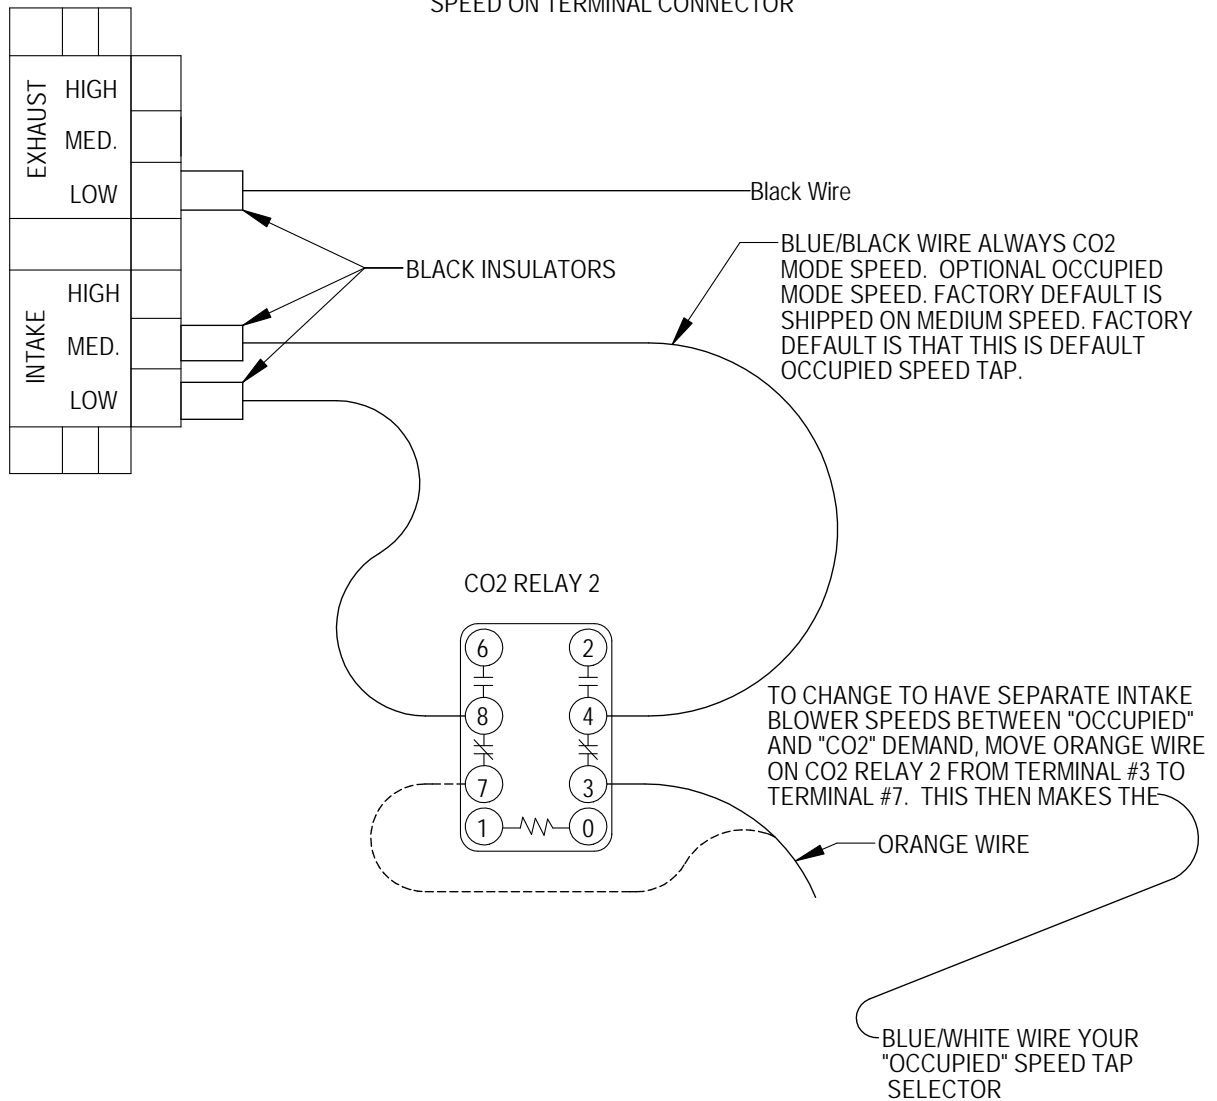 SPEED ON TERMINAL CONNECTOR
EXHAUST
HIGH
MED.
LOW
Black Wire
BLACK INSULATORS
INTAKE
HIGH
MED.
LOW
BLUE/BLACK WIRE ALWAYS CO2
MODE SPEED. OPTIONAL OCCUPIED
MODE SPEED. FACTORY DEFAULT IS
SHIPPED ON MEDIUM SPEED. FACTORY
DEFAULT IS THAT THIS IS DEFAULT
OCCUPIED SPEED TAP.
CO2 RELAY 2
6
2
8
4
7
3
1
0
TO CHANGE TO HAVE SEPARATE INTAKE
BLOWER SPEEDS BETWEEN "OCCUPIED"
AND "CO2" DEMAND, MOVE ORANGE WIRE
ON CO2 RELAY 2 FROM TERMINAL #3 TO
TERMINAL #7. THIS THEN MAKES THE
ORANGE WIRE
BLUE/WHITE WIRE YOUR
"OCCUPIED" SPEED TAP
SELECTOR